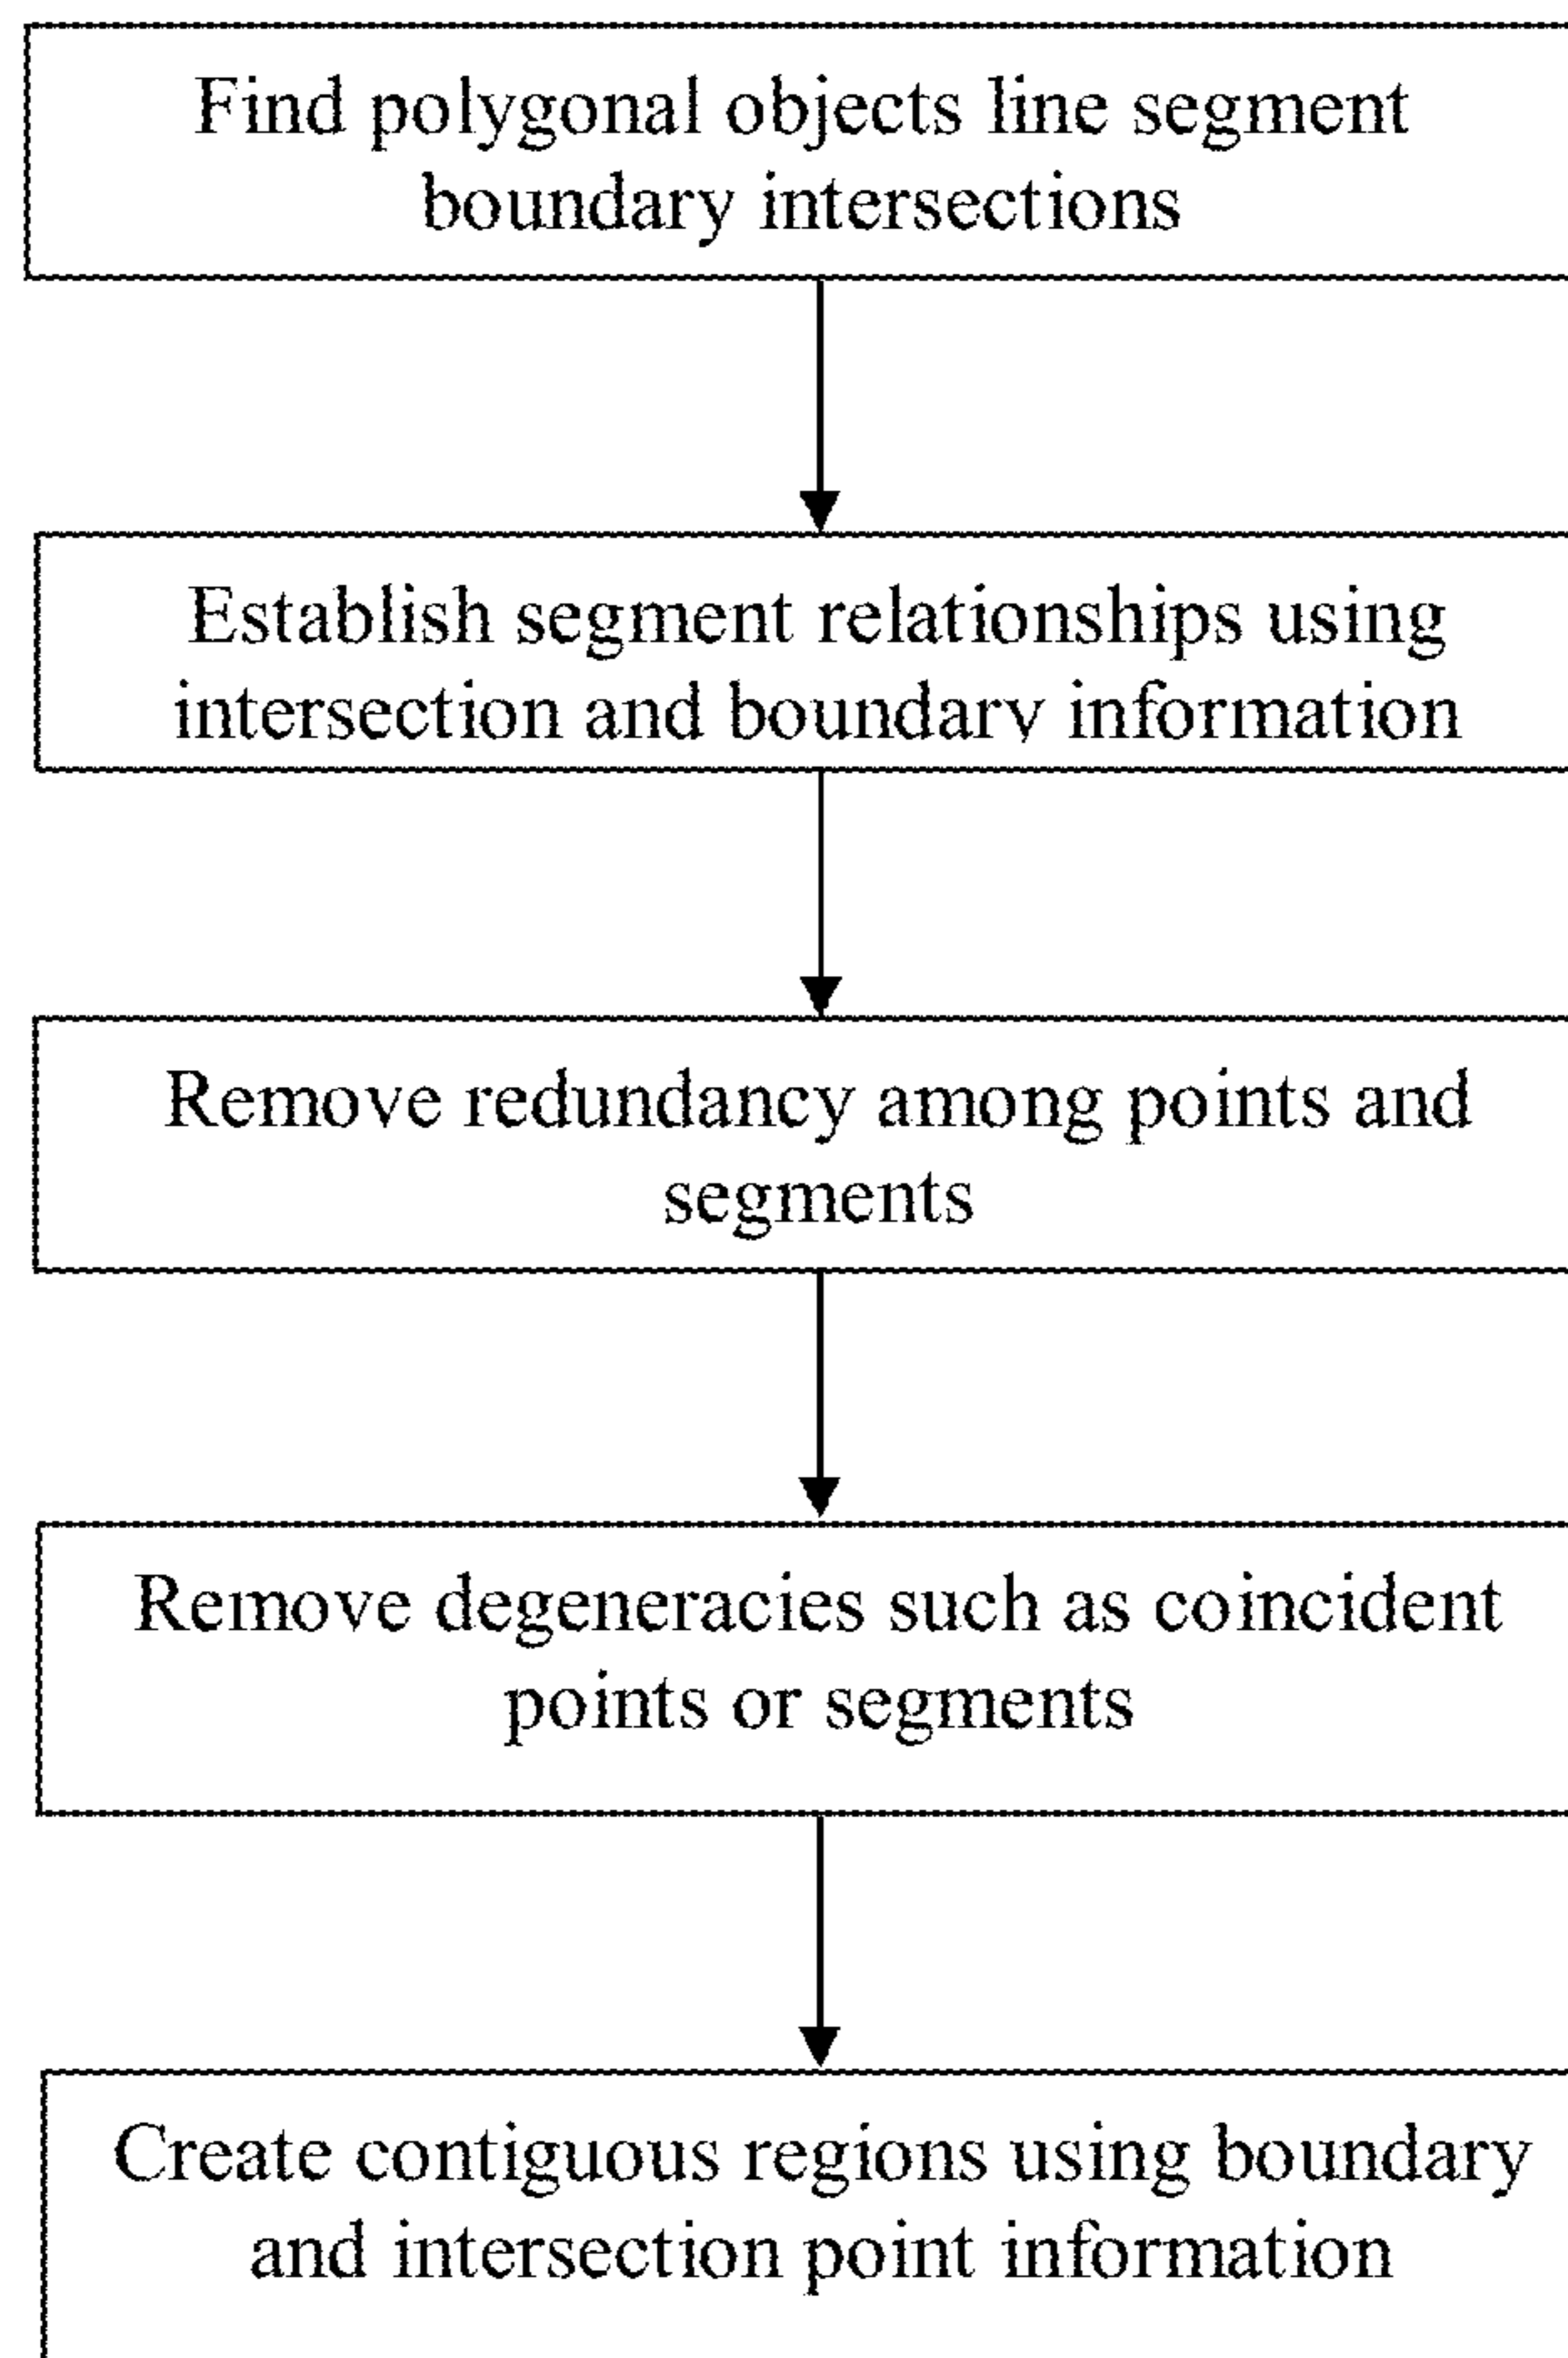 Find polygonal objects line segment
boundary intersections
Establish segment relationships using
intersection and boundary information
Remove redundancy among points and
segments
Remove degeneracies such as coincident
points or segments
Create contiguous regions using boundary
and intersection point information